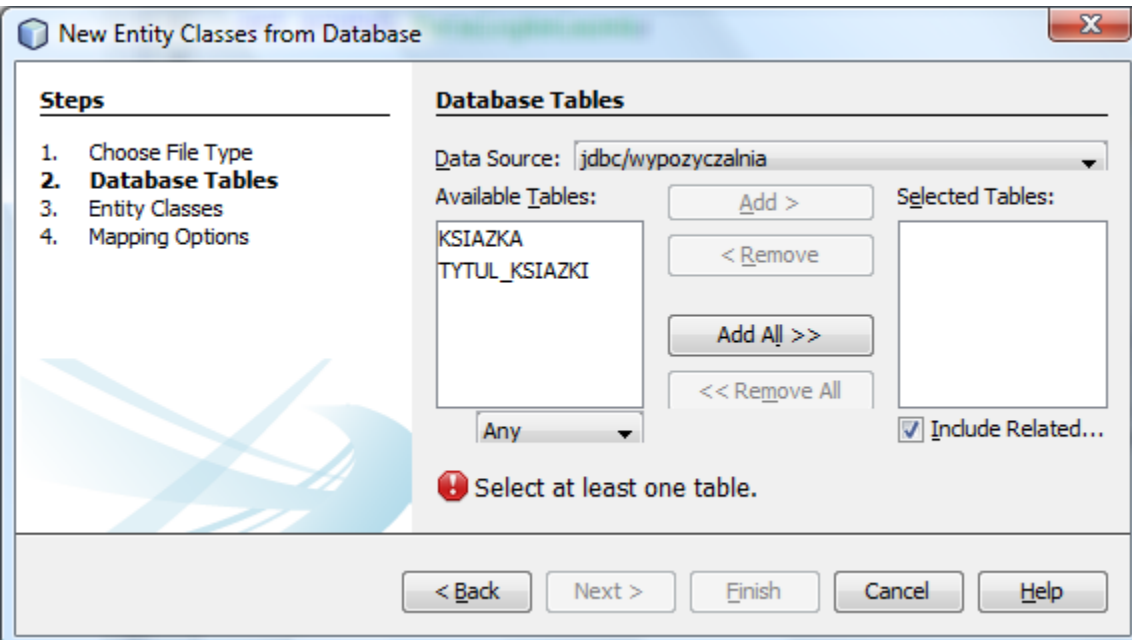 New Entity Classes from Database
Steps
1. Choose File Type
2. Database Tables
3. Entity Classes
4. Mapping Options
Database Tables
Data Source: jdbc/wypozyczalnia
Available Tables:
KSIAZKA
TYTUL_KSIAZKI
Any
Add >
< Remove
Add All >>
<< Remove All
Selected Tables:
Include Related...
Select at least one table.
< Back Next > Finish Cancel Help